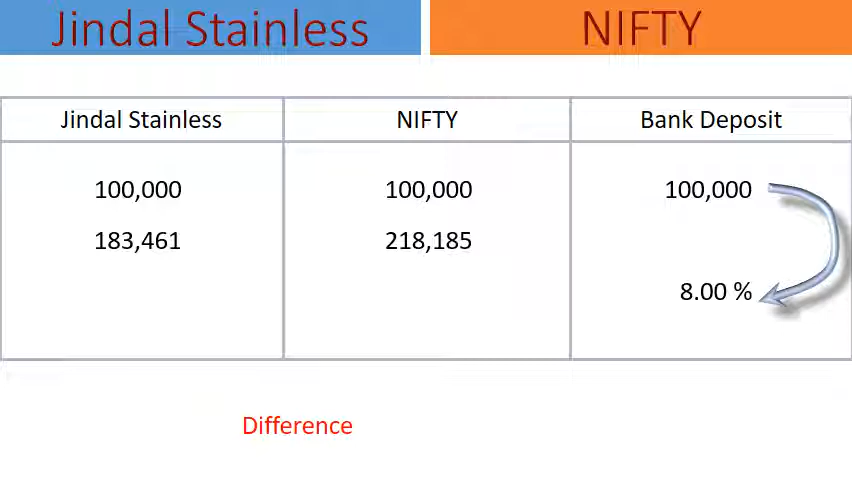 Jindal Stainless NIFTY
Jindal Stainless NIFTY Bank Deposit
100,000 100,000 100,000
183,461 218,185
8.00 %
Difference